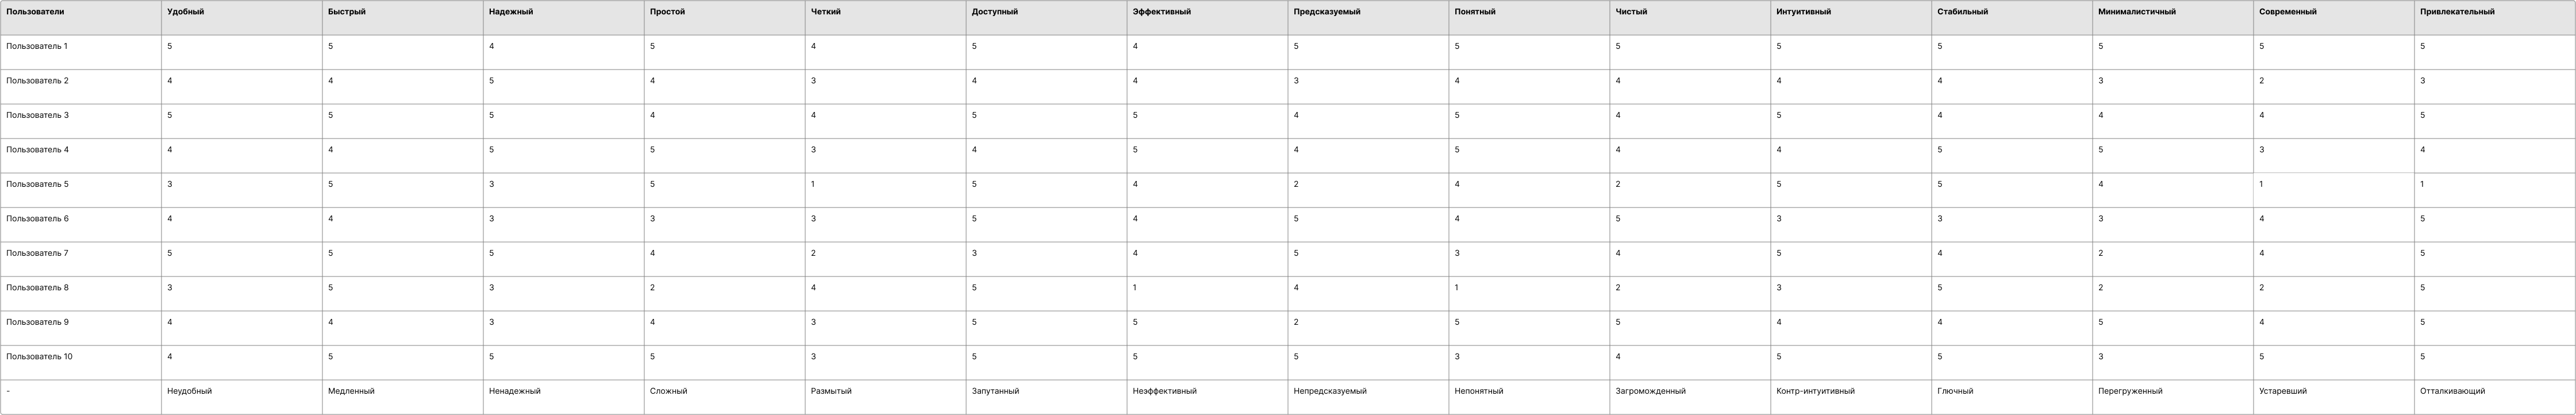 Пользователи Удобный Быстрый Надежный Простой Четкий Доступный Эффективный Предсказуемый Понятный Чистый Интуитивный Стабильный Минималистичный Современный Привлекательный
Пользователь 1 5 5 4 5 4 5 4 5 5 5 5 5 5 5 5
Пользователь 2 4 4 5 4 3 4 4 3 4 4 4 4 3 2 3
Пользователь 3 5 5 5 4 4 5 5 4 5 4 5 4 4 4 5
Пользователь 4 4 4 5 5 3 4 5 4 5 4 4 5 5 3 4
Пользователь 5 3 5 3 5 1 5 4 2 4 2 5 5 4 1 1
Пользователь 6 4 4 3 3 3 5 4 5 4 5 3 3 3 4 5
Пользователь 7 5 5 5 4 2 3 4 5 3 4 5 4 2 4 5
Пользователь 8 3 5 3 2 4 5 1 4 1 2 3 5 2 2 5
Пользователь 9 4 4 3 4 3 5 5 2 5 5 4 4 5 4 5
Пользователь 10 4 5 5 5 3 5 5 5 3 4 5 5 3 5 5
- Неудобный Медленный Ненадежный Сложный Размытый Запутанный Неэффективный Непредсказуемый Непонятный Загроможденный Контр-интуитивный Глючный Перегруженный Устаревший Отталкивающий